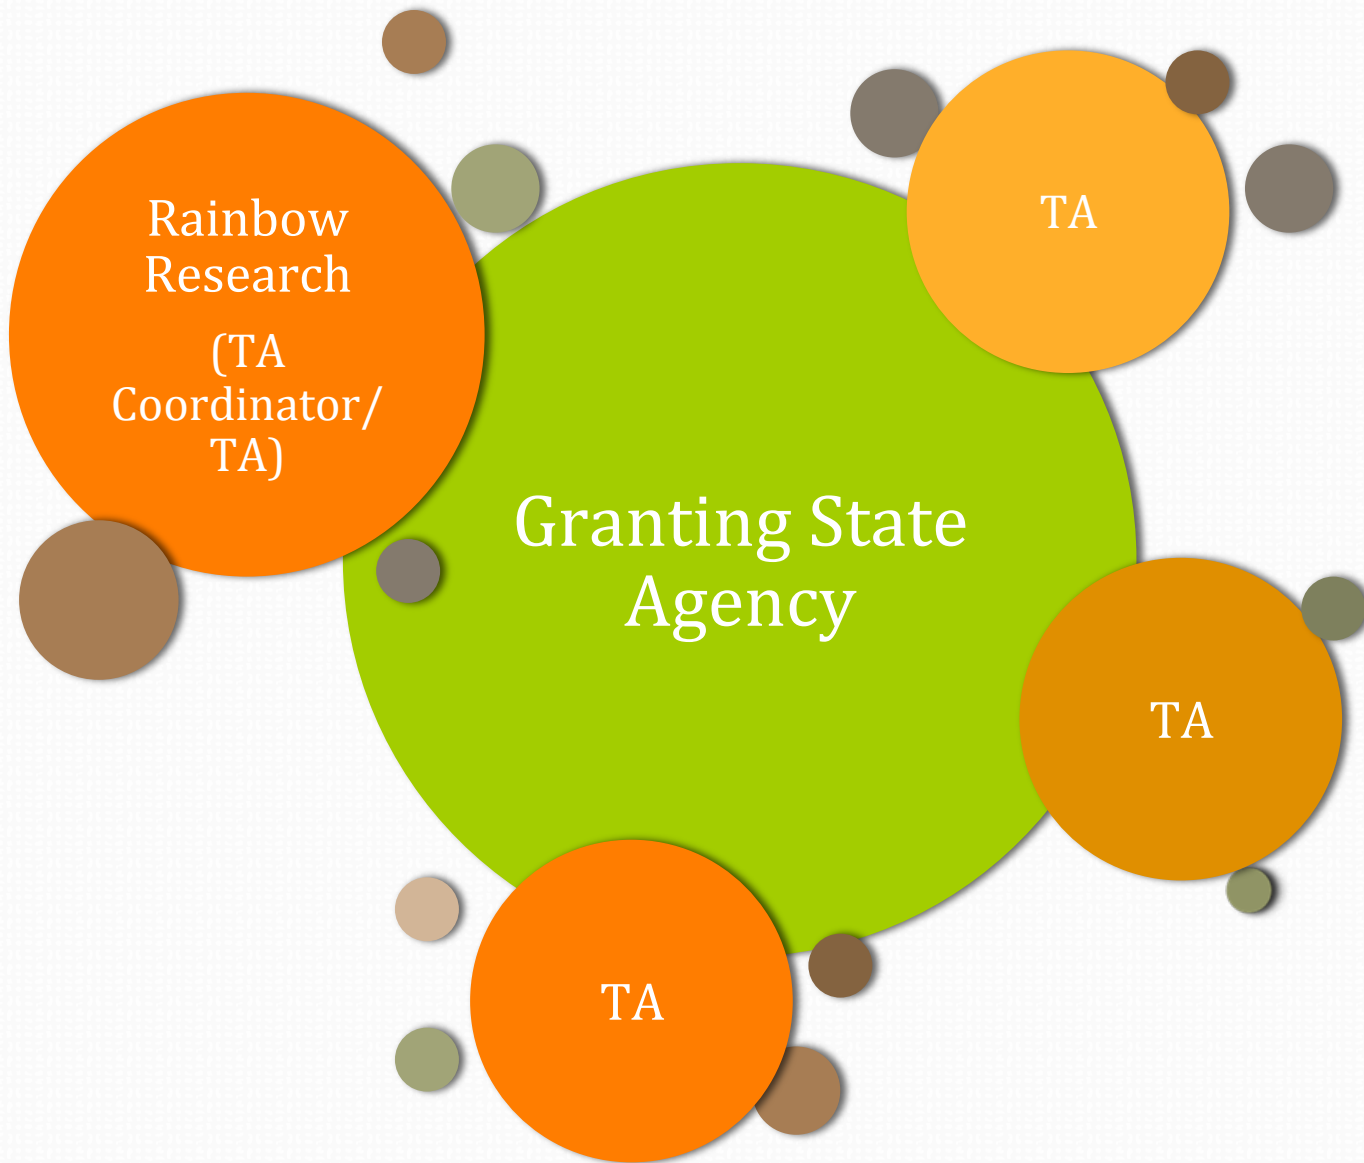 Rainbow
Research
(TA
Coordinator/
TA)
TA
Granting State
Agency
TA
TA